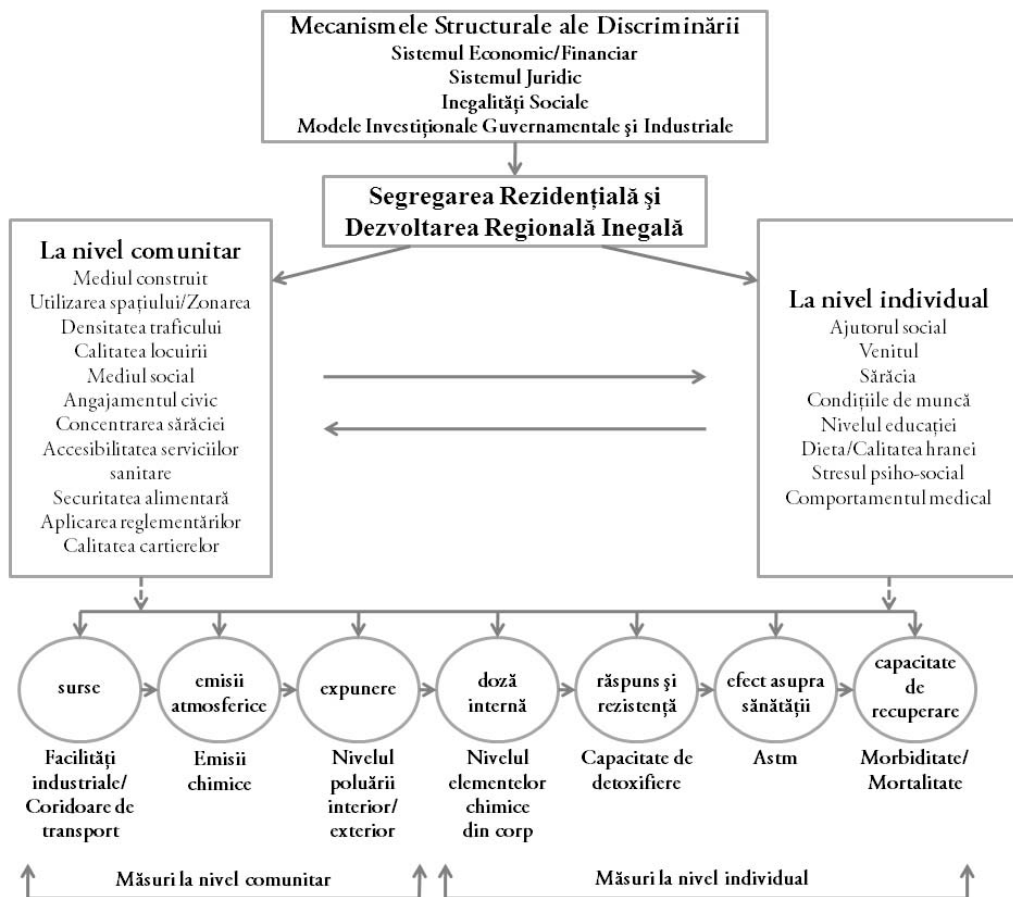 Mecanismele Structurale ale Discriminării
Sistemul Economic/Financiar
Sistemul Juridic
Inegalități Sociale
Modele Investiționale Guvernamentale şi Industriale
Segregarea Rezidențială şi
Dezvoltarea Regională Inegală
La nivel comunitar
Mediul construit
Utilizarea spațiului/Zonarea
Densitatea traficului
Calitatea locuirii
Mediul social
Angajamentul civic
Concentrarea sărăciei
Accesibilitatea serviciilor
sanitare
Securitatea alimentară
Aplicarea reglementărilor
Calitatea cartierelor
La nivel individual
Ajutorul social
Venitul
Sărăcia
Condițiile de muncă
Nivelul educației
Dieta/Calitatea hranei
Stresul psiho-social
Comportamentul medical
surse
emisii
atmosferice
expunere
doză
internă
răspuns şi
rezistență
efect asupra
sănătății
capacitate
de
recuperare
Facilități
industriale/
Coridoare de
transport
Emisii
chimice
Nivelul
poluării
interior/
exterior
Nivelul
elementelor
chimice
din corp
Capacitate de
detoxifiere
Astm
Morbiditate/
Mortalitate
Măsuri la nivel comunitar
Măsuri la nivel individual